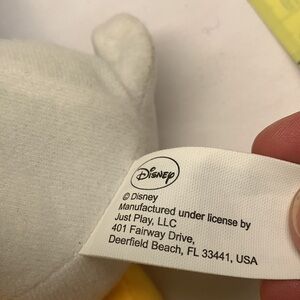 Disney
© Disney
Manufactured under license by
Just Play, LLC
401 Fairway Drive,
Deerfield Beach, FL 33441, USA